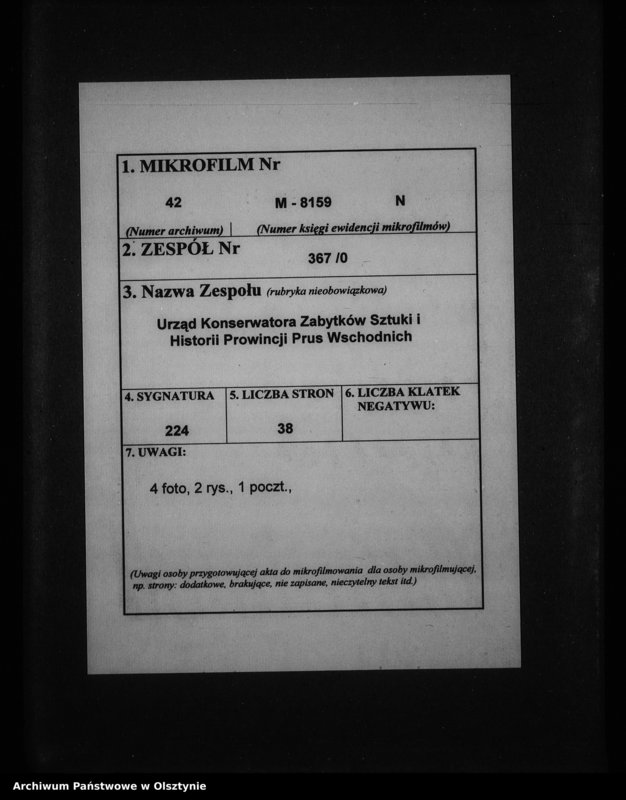 1. MIKROFILM Nr
42 M - 8159 N
(Numer archiwum) | (Numer księgi ewidencji mikrofilmów)
2. ZESPÓŁ Nr
367 /0
3. Nazwa Zespołu (rubryka nieobowiązkowa)
Urząd Konserwatora Zabytków Sztuki i
Historii Prowincji Prus Wschodnich
4. SYGNATURA
224
5. LICZBA STRON
38
6. LICZBA KLATEK
NEGATYWU:
7. UWAGI:
4 foto, 2 rys., 1 poczt.,
(Uwagi osoby przygotowującej akta do mikrofilmowania dla osoby mikrofilmującej,
np. strony: dodatkowe, brakujące, nie zapisane, nieczytelny tekst itd.)
Archiwum Państwowe w Olsztynie